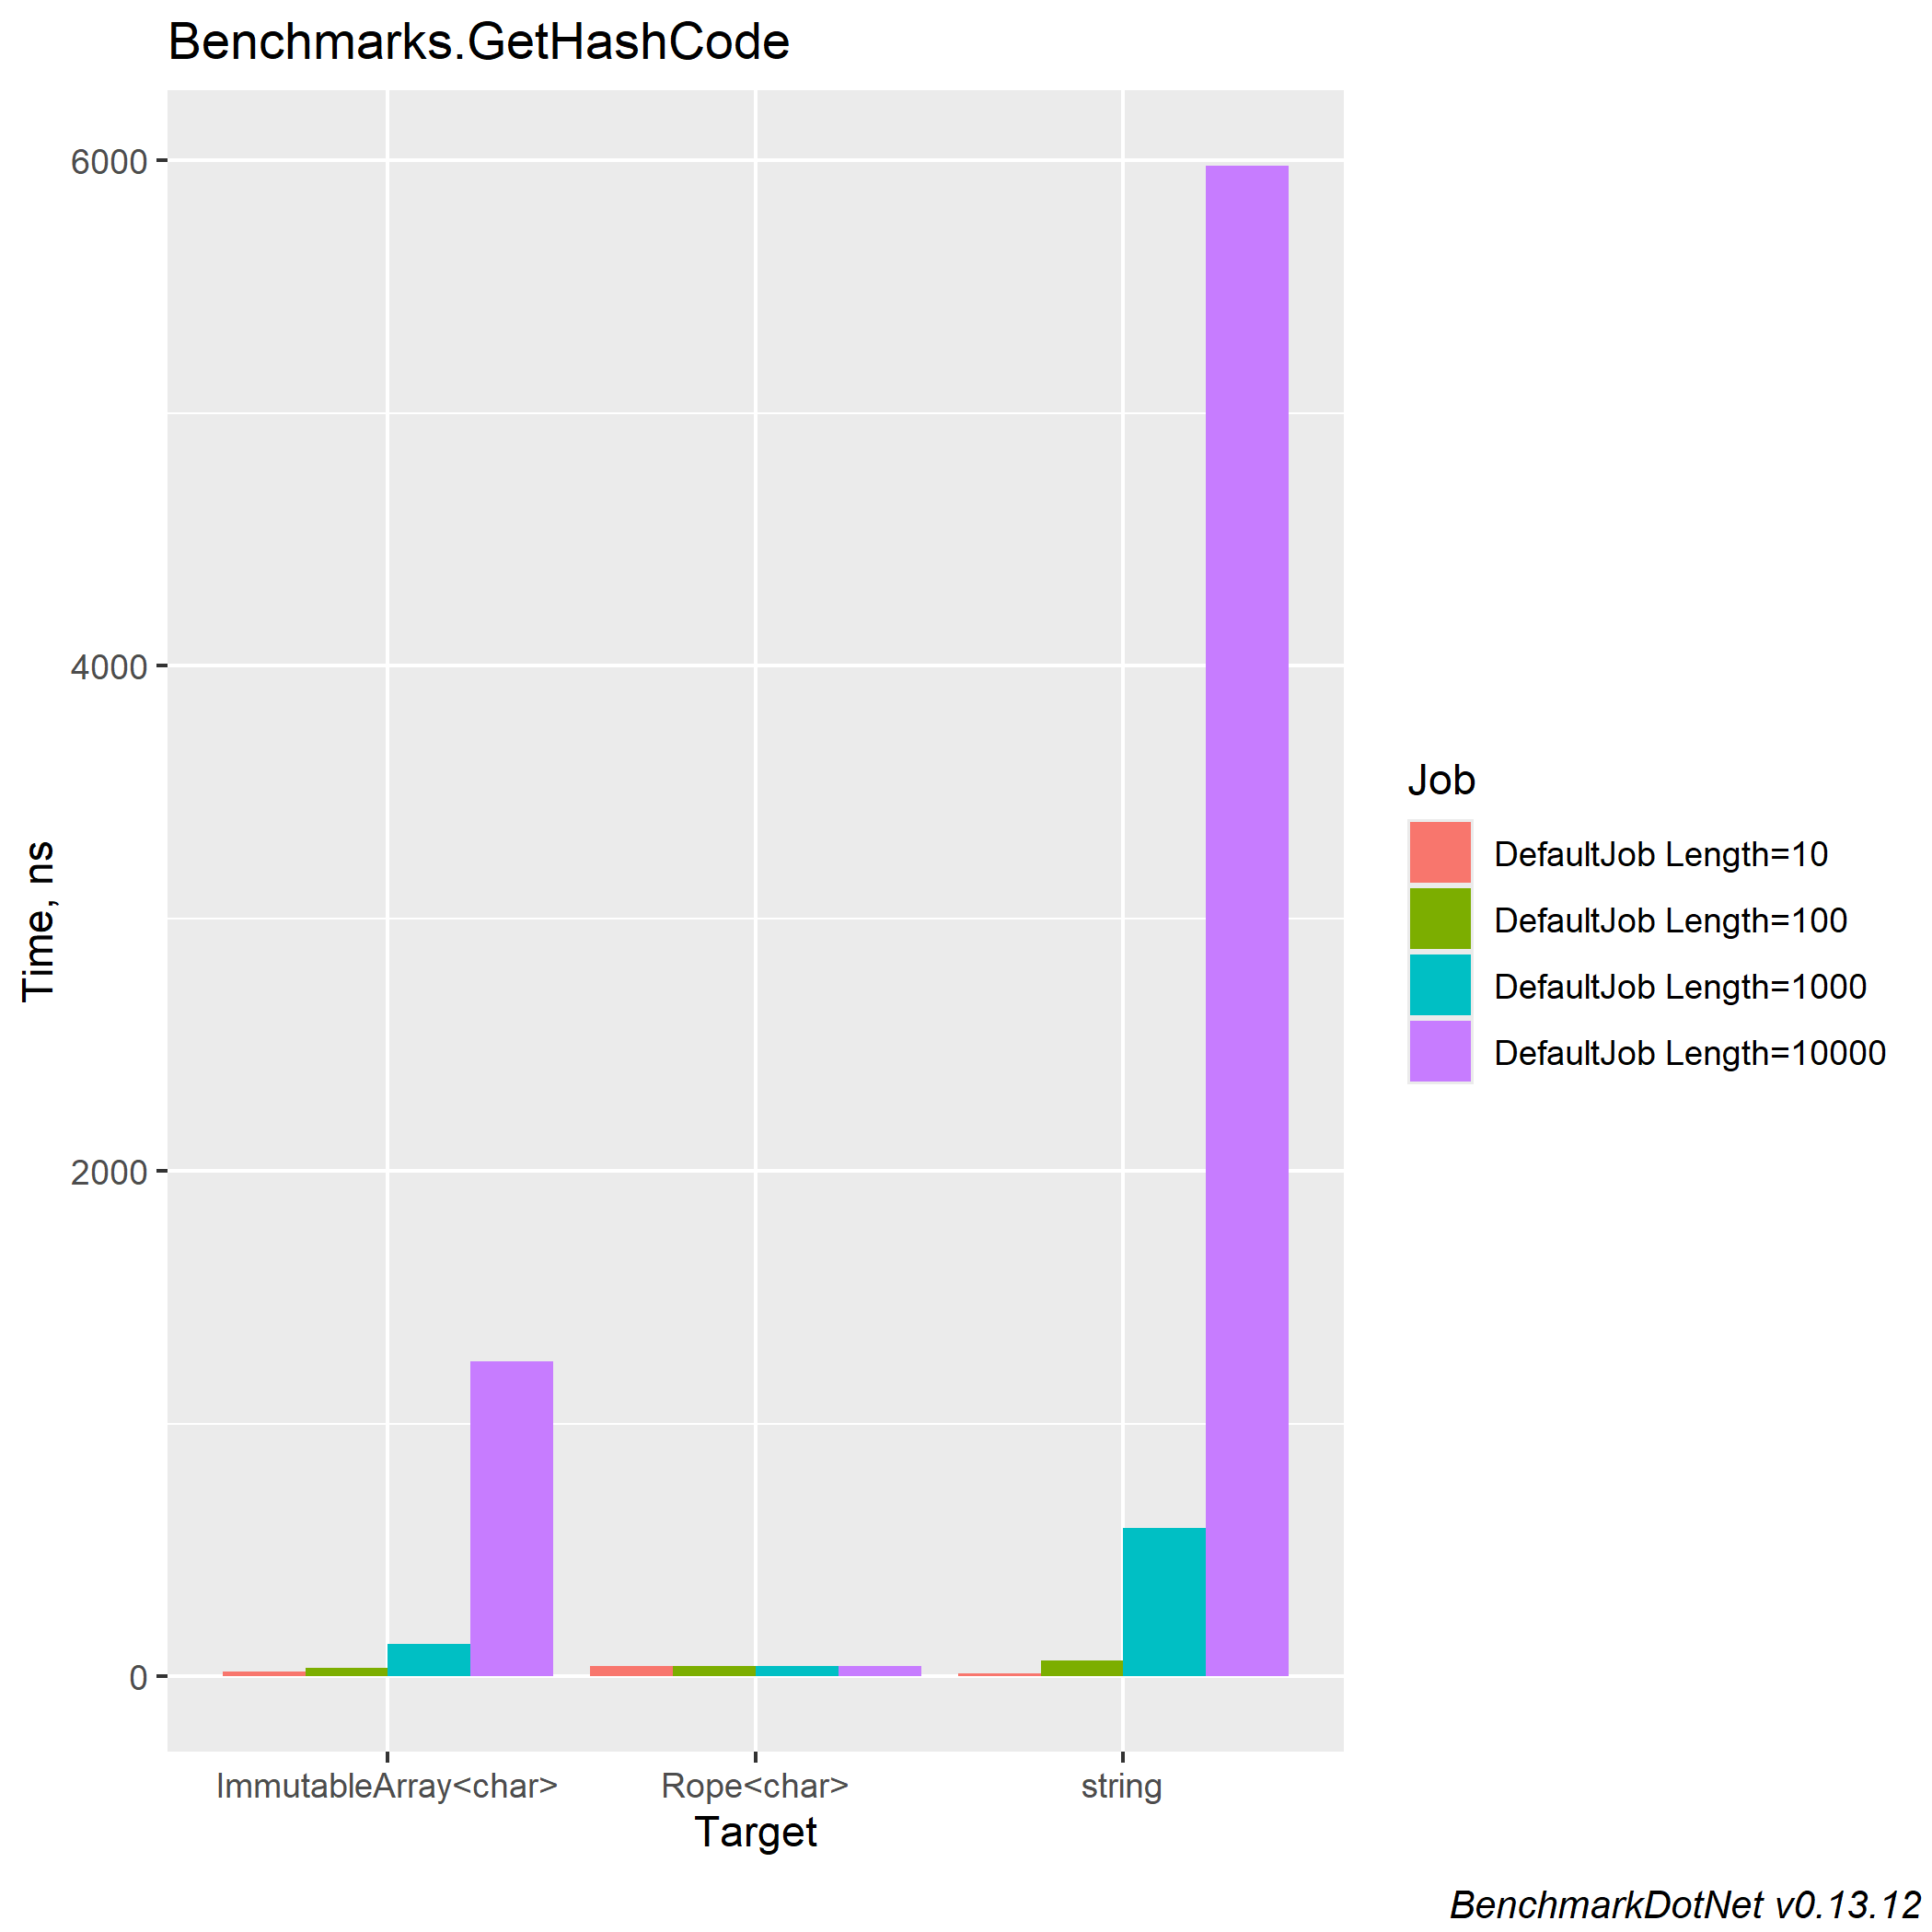 Benchmarks.GetHashCode
6000
4000
2000
0
Time, ns
ImmutableArray<char>
Rope<char>
string
Target
Job
DefaultJob Length=10
DefaultJob Length=100
DefaultJob Length=1000
DefaultJob Length=10000
BenchmarkDotNet v0.13.12